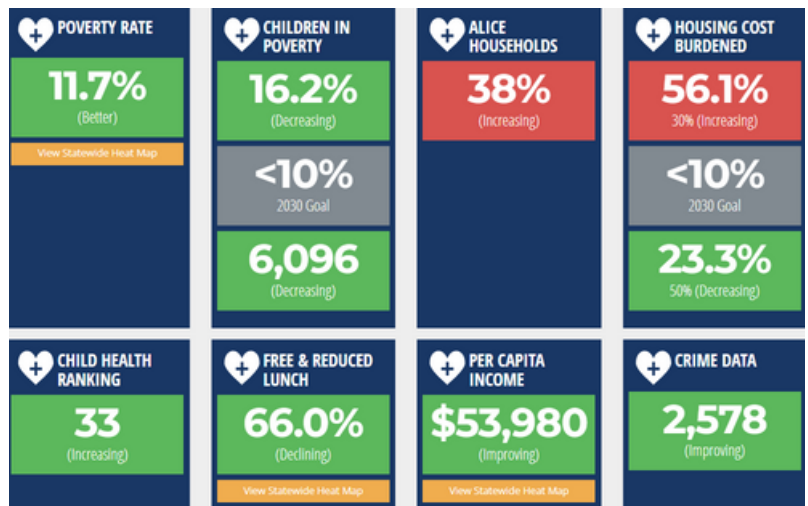 POVERTY RATE
11.7%
(Better)
View Statewide Heat Map
CHILDREN IN
POVERTY
16.2%
(Decreasing)
<10%
2030 Goal
6,096
(Decreasing)
ALICE
HOUSEHOLDS
38%
(Increasing)
HOUSING COST
BURDENED
56.1%
30% (Increasing)
<10%
2030 Goal
23.3%
50% (Decreasing)
CHILD HEALTH
RANKING
33
(Increasing)
FREE & REDUCED
LUNCH
66.0%
(Declining)
View Statewide Heat Map
PER CAPITA
INCOME
$53,980
(Improving)
View Statewide Heat Map
CRIME DATA
2,578
(Improving)